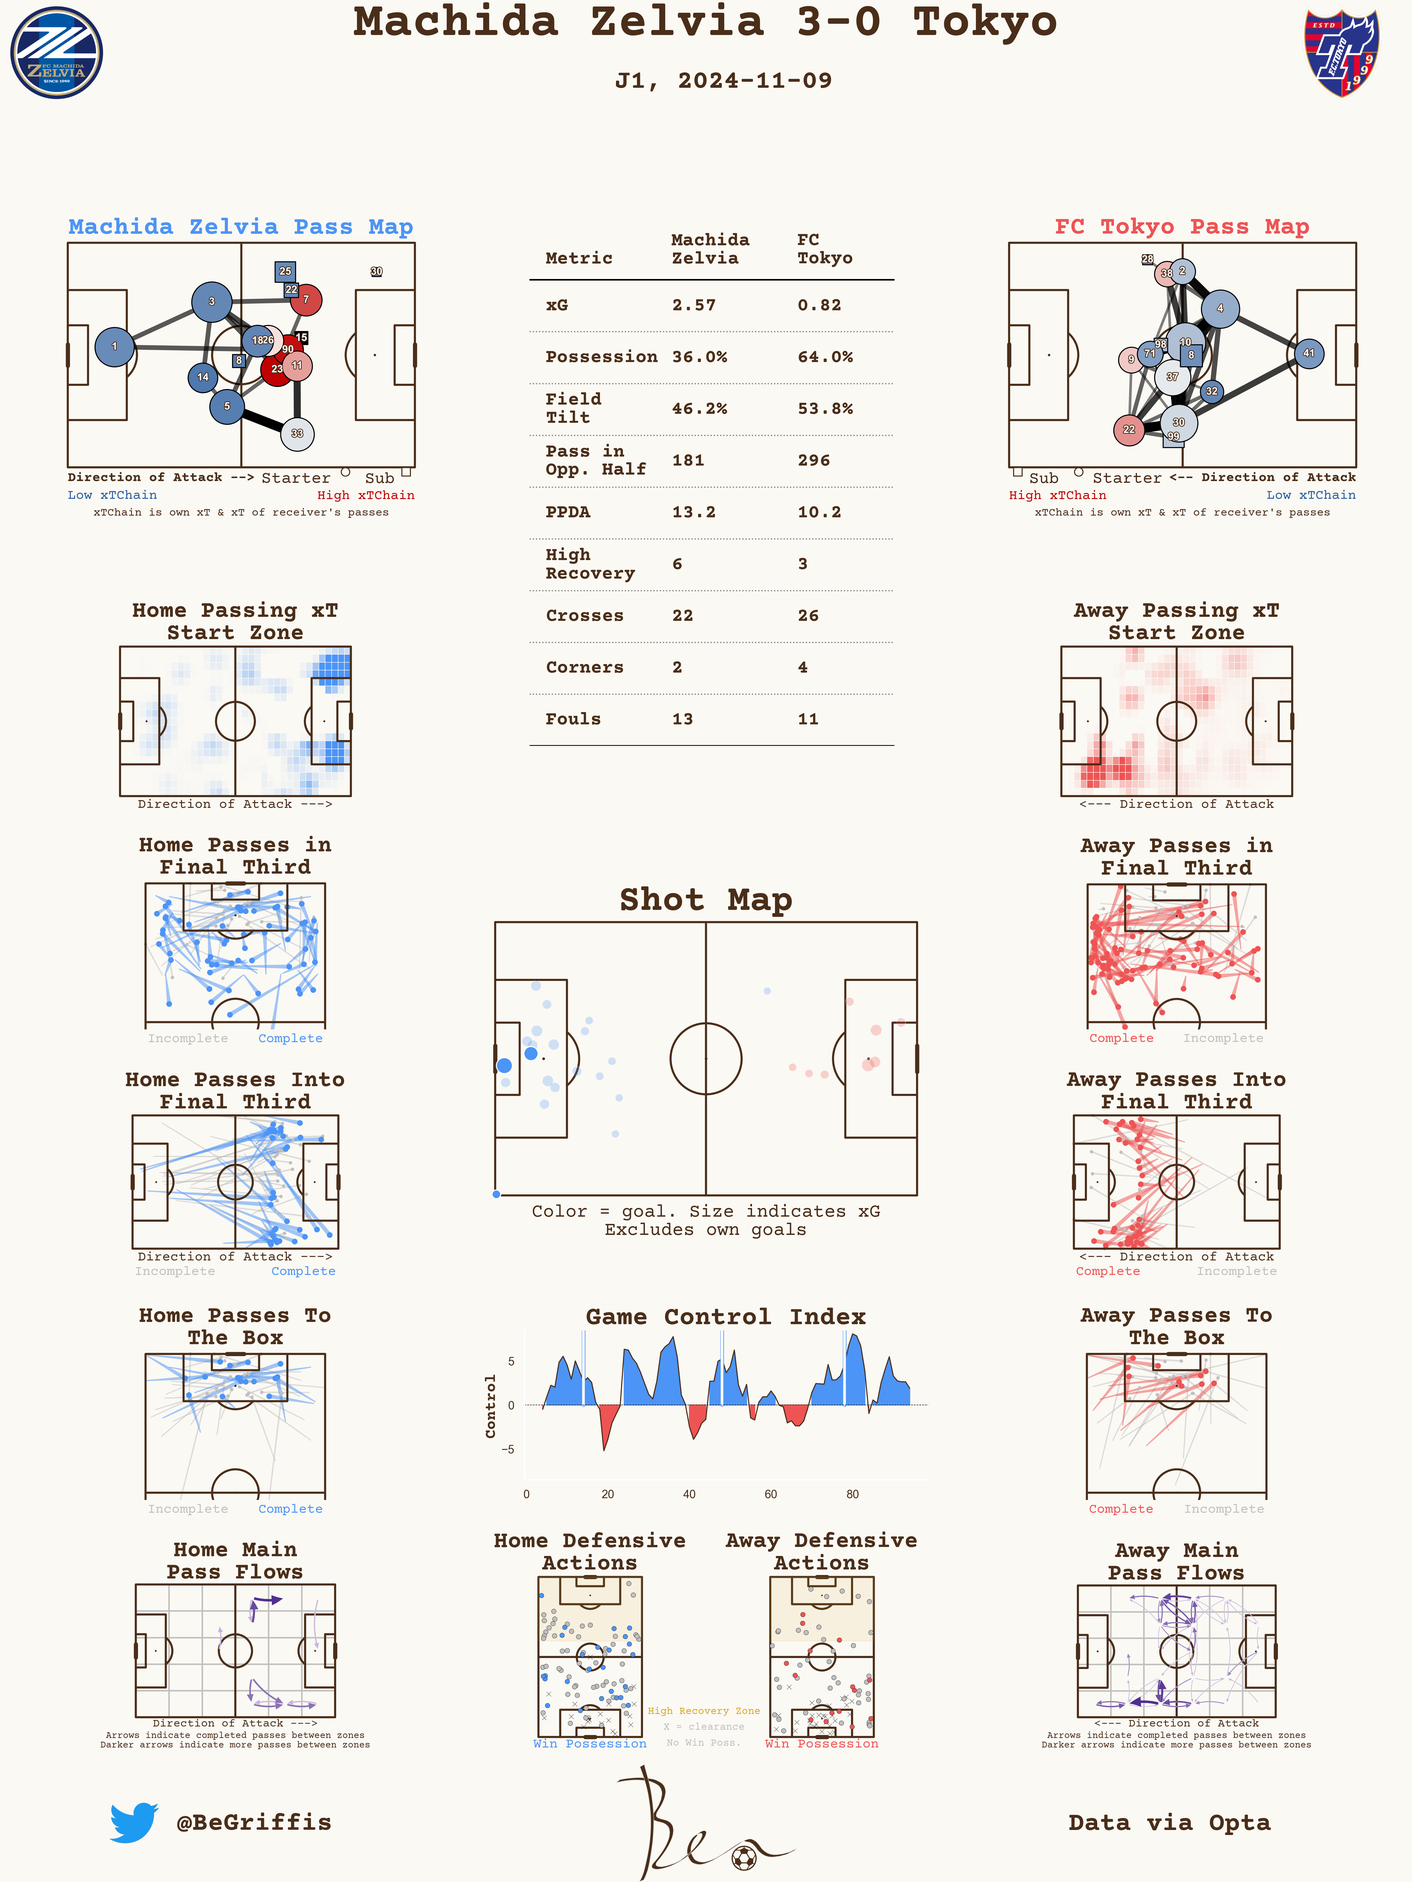 Machida Zelvia 3-0 Tokyo
J1, 2024-11-09
FC MACHIDA
ZELVIA
SINCE 1989
ESTD
FC TOKYO
1999
Machida Zelvia Pass Map
25
30
22
3
7
15
18
26
1
90
8
11
23
14
5
33
Direction of Attack --> Starter Sub
Low xTChain High xTChain
xTChain is own xT & xT of receiver's passes
Metric Machida Zelvia FC Tokyo
xG 2.57 0.82
Possession 36.0% 64.0%
Field Tilt 46.2% 53.8%
Pass in Opp. Half 181 296
PPDA 13.2 10.2
High Recovery 6 3
Crosses 22 26
Corners 2 4
Fouls 13 11
FC Tokyo Pass Map
28
38
2
4
98
10
9
71
8
41
37
32
22
30
99
Sub Starter <-- Direction of Attack
High xTChain Low xTChain
xTChain is own xT & xT of receiver's passes
Home Passing xT
Start Zone
Direction of Attack --->
Away Passing xT
Start Zone
<--- Direction of Attack
Home Passes in
Final Third
Incomplete Complete
Away Passes in
Final Third
Complete Incomplete
Shot Map
Color = goal. Size indicates xG
Excludes own goals
Home Passes Into
Final Third
Direction of Attack --->
Incomplete Complete
Away Passes Into
Final Third
<--- Direction of Attack
Complete Incomplete
Home Passes To
The Box
Incomplete Complete
Game Control Index
Control
5
0
−5
0 20 40 60 80
Away Passes To
The Box
Complete Incomplete
Home Main
Pass Flows
Direction of Attack --->
Arrows indicate completed passes between zones
Darker arrows indicate more passes between zones
Home Defensive
Actions
Win Possession
Away Defensive
Actions
Win Possession
High Recovery Zone
X = clearance
No Win Poss.
Away Main
Pass Flows
<--- Direction of Attack
Arrows indicate completed passes between zones
Darker arrows indicate more passes between zones
@BeGriffis
Ben
Data via Opta